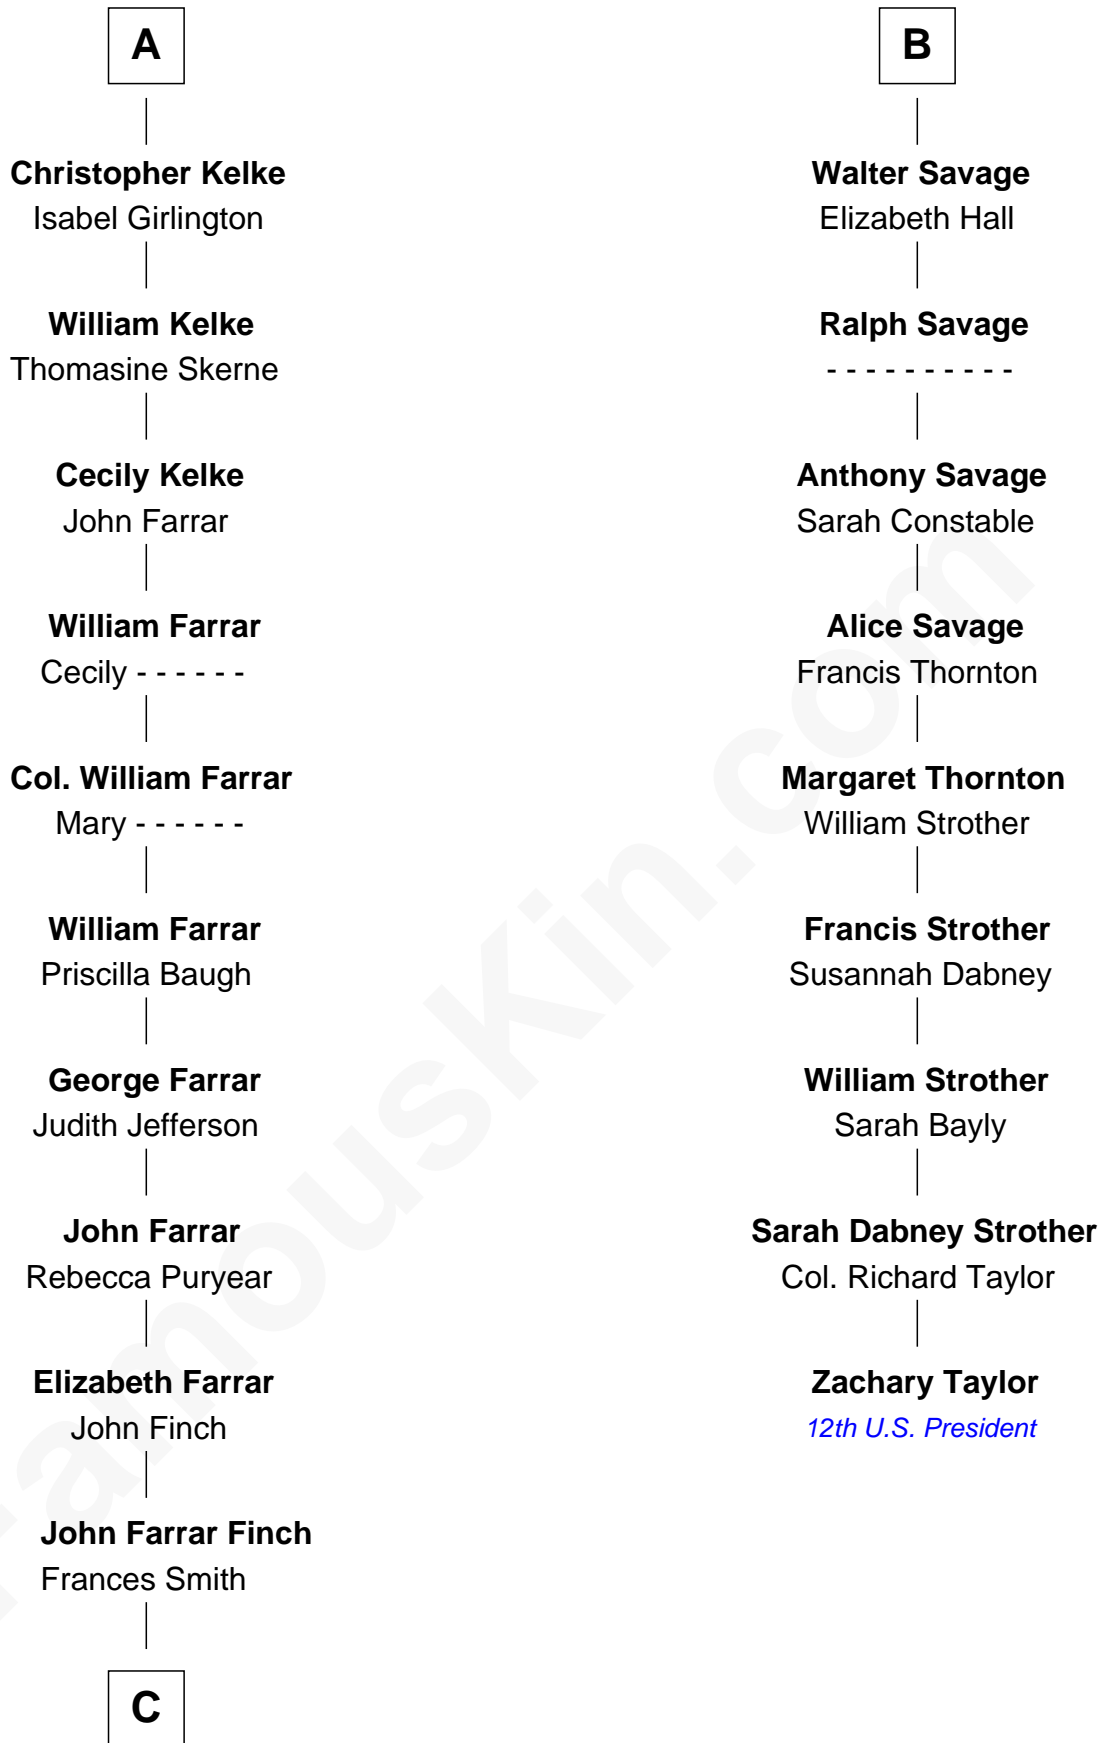 A
Christopher Kelke
Isabel Girlington
William Kelke
Thomasine Skerne
Cecily Kelke
John Farrar
William Farrar
Cecily - - - - - -
Col. William Farrar
Mary - - - - - -
William Farrar
Priscilla Baugh
George Farrar
Judith Jefferson
John Farrar
Rebecca Puryear
Elizabeth Farrar
John Finch
John Farrar Finch
Frances Smith
C
B
Walter Savage
Elizabeth Hall
Ralph Savage
- - - - - - - - - -
Anthony Savage
Sarah Constable
Alice Savage
Francis Thornton
Margaret Thornton
William Strother
Francis Strother
Susannah Dabney
William Strother
Sarah Bayly
Sarah Dabney Strother
Col. Richard Taylor
Zachary Taylor
12th U.S. President
FamousKin.com